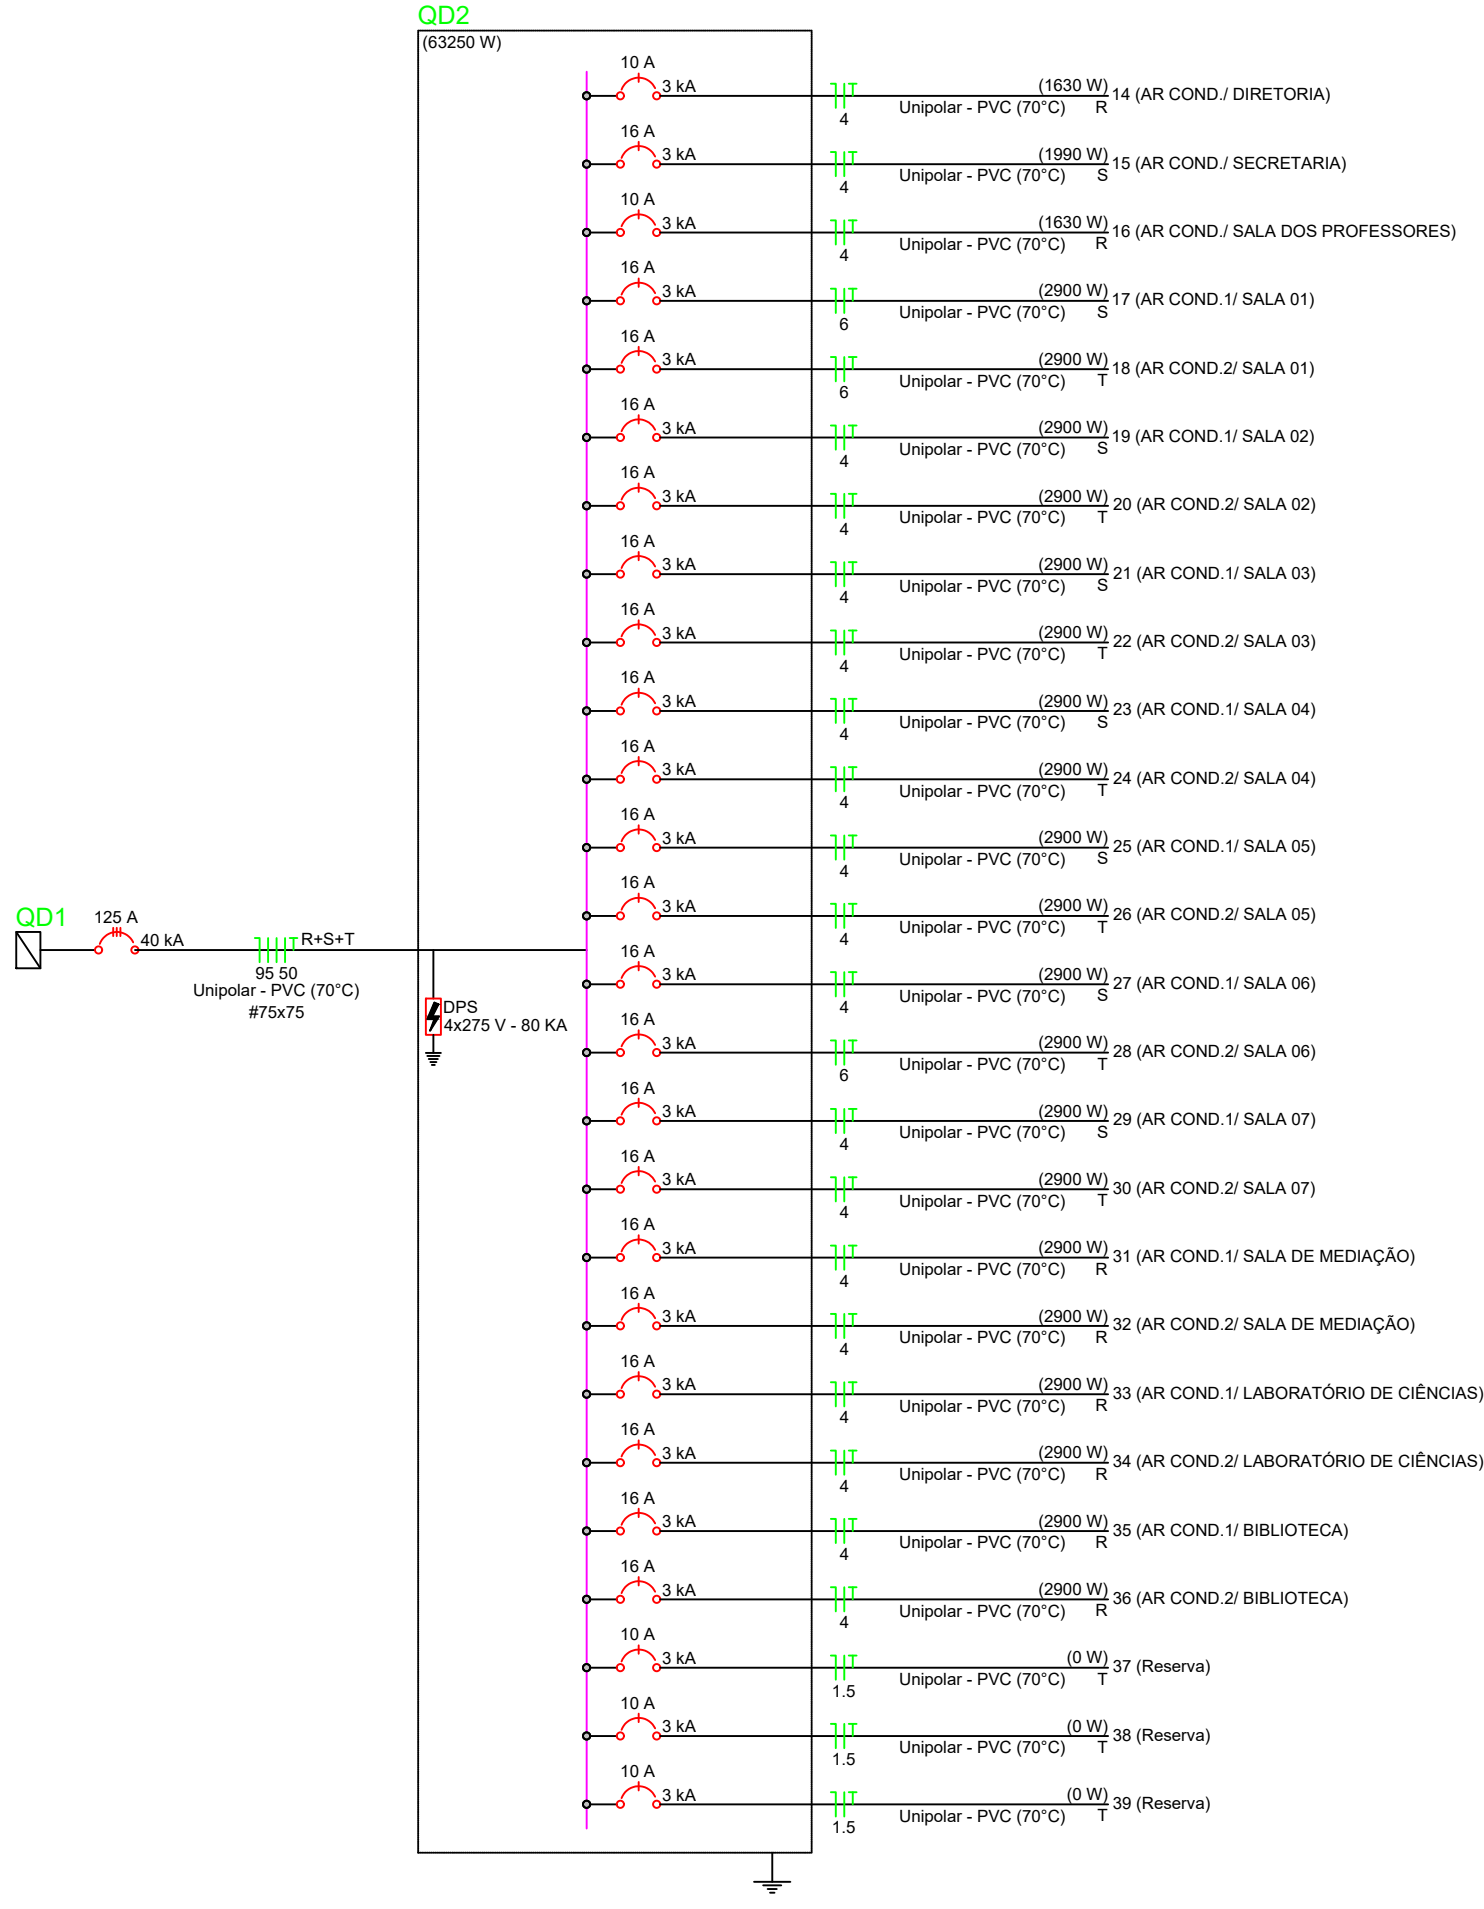 QD2
(63250 W)
10 A
3 kA
4
(1630 W)
Unipolar - PVC (70°C)
R
14 (AR COND./ DIRETORIA)
16 A
3 kA
4
(1990 W)
Unipolar - PVC (70°C)
S
15 (AR COND./ SECRETARIA)
10 A
3 kA
4
(1630 W)
Unipolar - PVC (70°C)
R
16 (AR COND./ SALA DOS PROFESSORES)
16 A
3 kA
6
(2900 W)
Unipolar - PVC (70°C)
S
17 (AR COND.1/ SALA 01)
16 A
3 kA
6
(2900 W)
Unipolar - PVC (70°C)
T
18 (AR COND.2/ SALA 01)
16 A
3 kA
4
(2900 W)
Unipolar - PVC (70°C)
S
19 (AR COND.1/ SALA 02)
16 A
3 kA
4
(2900 W)
Unipolar - PVC (70°C)
T
20 (AR COND.2/ SALA 02)
16 A
3 kA
4
(2900 W)
Unipolar - PVC (70°C)
S
21 (AR COND.1/ SALA 03)
16 A
3 kA
4
(2900 W)
Unipolar - PVC (70°C)
T
22 (AR COND.2/ SALA 03)
16 A
3 kA
4
(2900 W)
Unipolar - PVC (70°C)
S
23 (AR COND.1/ SALA 04)
16 A
3 kA
4
(2900 W)
Unipolar - PVC (70°C)
T
24 (AR COND.2/ SALA 04)
16 A
3 kA
4
(2900 W)
Unipolar - PVC (70°C)
S
25 (AR COND.1/ SALA 05)
16 A
3 kA
4
(2900 W)
Unipolar - PVC (70°C)
T
26 (AR COND.2/ SALA 05)
QD1
125 A
40 kA
T
R+S+T
95 50
Unipolar - PVC (70°C)
#75x75
DPS
4x275 V - 80 KA
16 A
3 kA
4
(2900 W)
Unipolar - PVC (70°C)
S
27 (AR COND.1/ SALA 06)
16 A
3 kA
6
(2900 W)
Unipolar - PVC (70°C)
T
28 (AR COND.2/ SALA 06)
16 A
3 kA
4
(2900 W)
Unipolar - PVC (70°C)
S
29 (AR COND.1/ SALA 07)
16 A
3 kA
4
(2900 W)
Unipolar - PVC (70°C)
T
30 (AR COND.2/ SALA 07)
16 A
3 kA
4
(2900 W)
Unipolar - PVC (70°C)
R
31 (AR COND.1/ SALA DE MEDIAÇÃO)
16 A
3 kA
4
(2900 W)
Unipolar - PVC (70°C)
R
32 (AR COND.2/ SALA DE MEDIAÇÃO)
16 A
3 kA
4
(2900 W)
Unipolar - PVC (70°C)
R
33 (AR COND.1/ LABORATÓRIO DE CIÊNCIAS)
16 A
3 kA
4
(2900 W)
Unipolar - PVC (70°C)
R
34 (AR COND.2/ LABORATÓRIO DE CIÊNCIAS)
16 A
3 kA
4
(2900 W)
Unipolar - PVC (70°C)
R
35 (AR COND.1/ BIBLIOTECA)
16 A
3 kA
4
(2900 W)
Unipolar - PVC (70°C)
R
36 (AR COND.2/ BIBLIOTECA)
10 A
3 kA
1.5
(0 W)
Unipolar - PVC (70°C)
T
37 (Reserva)
10 A
3 kA
1.5
(0 W)
Unipolar - PVC (70°C)
T
38 (Reserva)
10 A
3 kA
1.5
(0 W)
Unipolar - PVC (70°C)
T
39 (Reserva)